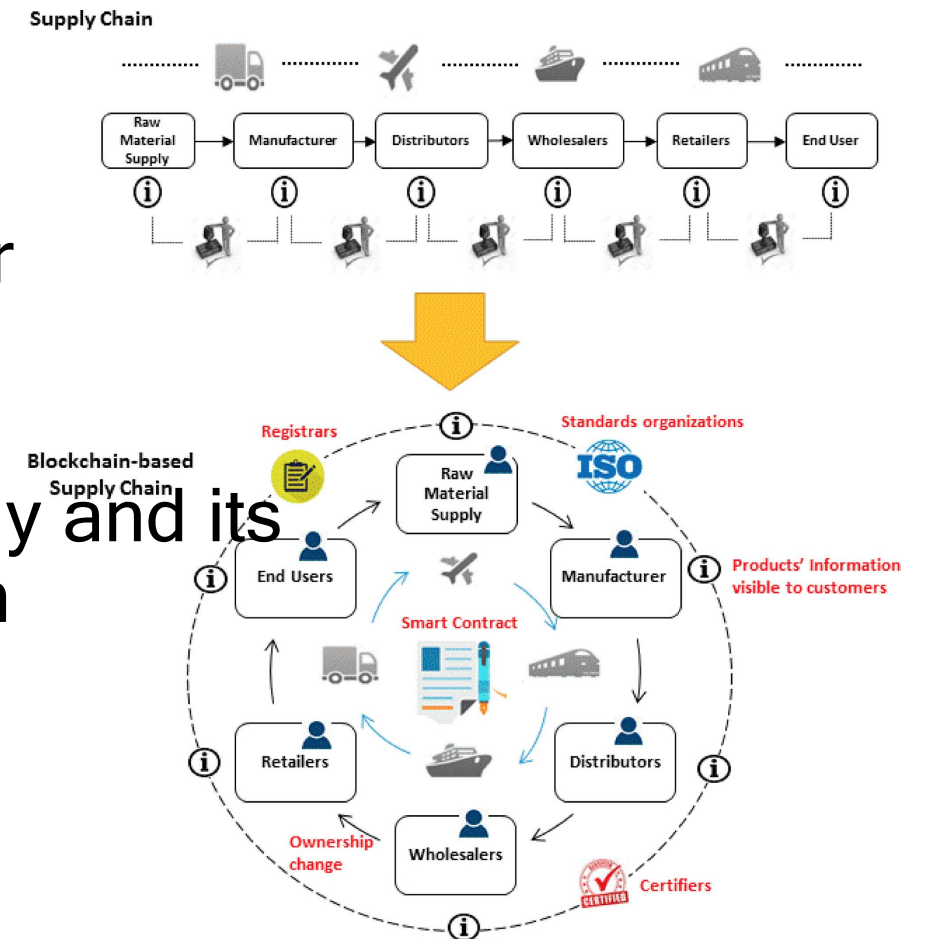 Supply Chain
Raw
Material
Supply
Manufacturer
Distributors
Wholesalers
Retailers
End User
i
i
i
i
i
i
r
Blockchain-based
Supply Chain
y and its
Registrars
Standards organizations
ISO
i
Raw
Material
Supply
End Users
Manufacturer
i
i
Products' Information
visible to customers
Smart Contract
Retailers
Distributors
i
i
Ownership
change
Wholesalers
CERTIFIED
Certifiers
i